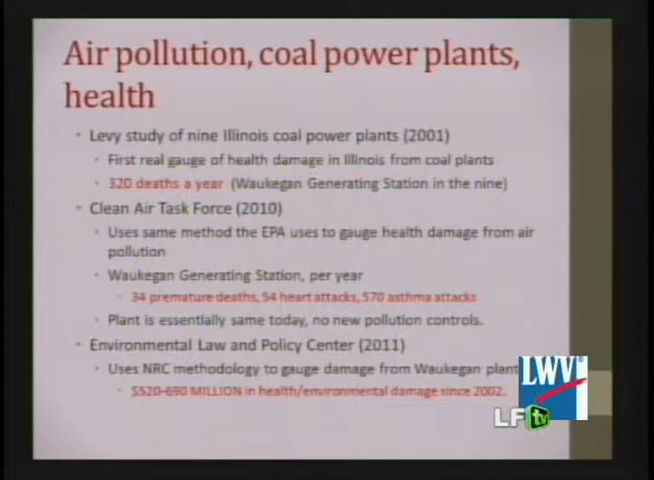 Air pollution, coal power plants,
health
• Levy study of nine Illinois coal power plants (2001)
• First real gauge of health damage in Illinois from coal plants
• 320 deaths a year (Waukegan Generating Station in the nine)
• Clean Air Task Force (2010)
• Uses same method the EPA uses to gauge health damage from air
pollution
• Waukegan Generating Station, per year
• 34 premature deaths, 54 heart attacks, 570 asthma attacks
• Plant is essentially same today, no new pollution controls.
• Environmental Law and Policy Center (2011)
• Uses NRC methodology to gauge damage from Waukegan plant
• $520-690 MILLION in health/environmental damage since 2002.
LWV
LF tv